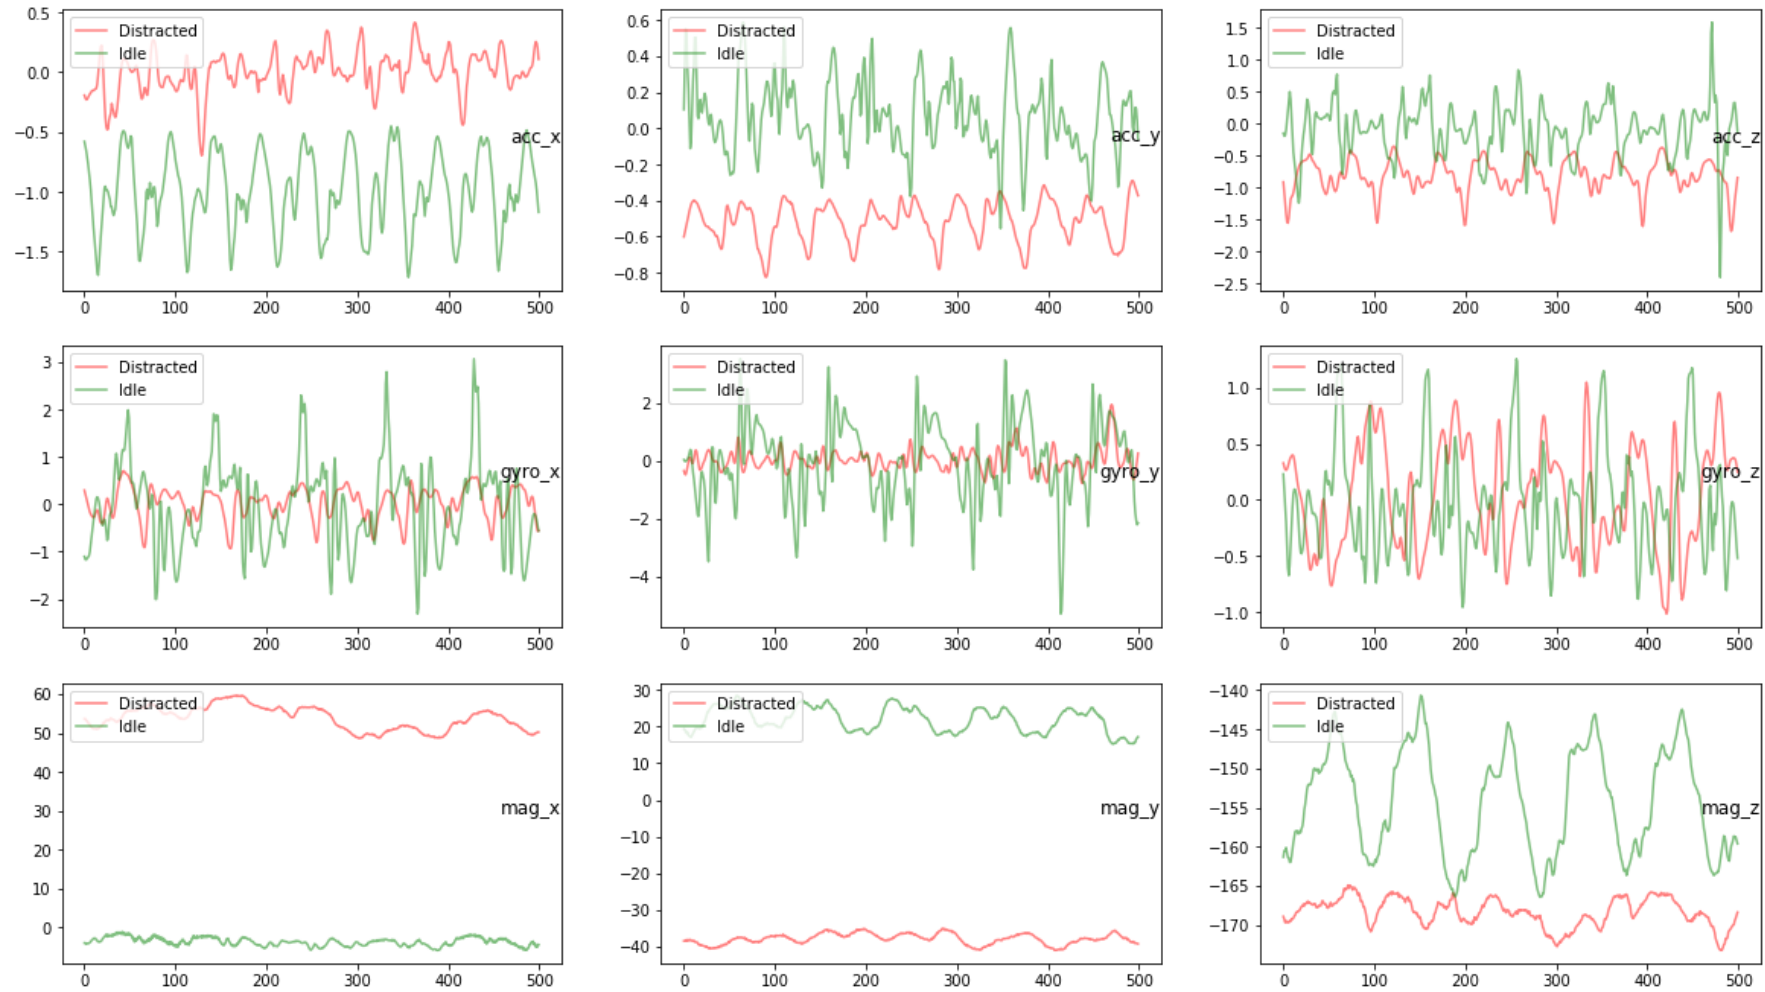 Distracted
Idle
acc_x
0.5
0.0
−0.5
−1.0
−1.5
0 100 200 300 400 500
Distracted
Idle
acc_y
0.6
0.4
0.2
0.0
−0.2
−0.4
−0.6
−0.8
0 100 200 300 400 500
Distracted
Idle
acc_z
1.5
1.0
0.5
0.0
−0.5
−1.0
−1.5
−2.0
−2.5
0 100 200 300 400 500
Distracted
Idle
gyro_x
3
2
1
0
−1
−2
0 100 200 300 400 500
Distracted
Idle
gyro_y
2
0
−2
−4
0 100 200 300 400 500
Distracted
Idle
gyro_z
1.0
0.5
0.0
−0.5
−1.0
0 100 200 300 400 500
Distracted
Idle
mag_x
60
50
40
30
20
10
0
0 100 200 300 400 500
Distracted
Idle
mag_y
30
20
10
0
−10
−20
−30
−40
0 100 200 300 400 500
Distracted
Idle
mag_z
−140
−145
−150
−155
−160
−165
−170
0 100 200 300 400 500